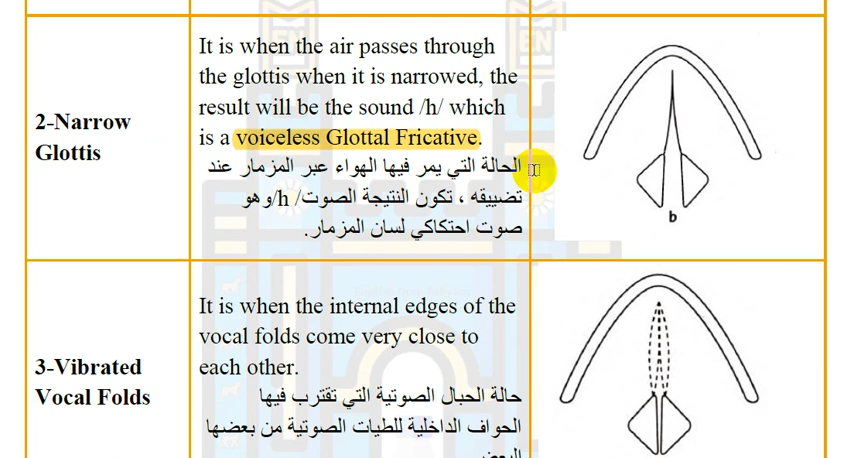 It is when the air passes through
the glottis when it is narrowed, the
result will be the sound /h/ which
is a voiceless Glottal Fricative.
2-Narrow
Glottis
الحالة التي يمر فيها الهواء عبر المزمار عند
تضييقه ، تكون النتيجة الصوت/ h/وهو
صوت احتكاكي لسان المزمار.
b
It is when the internal edges of the
vocal folds come very close to
each other.
3-Vibrated
Vocal Folds
حالة الحبال الصوتية التي تقترب فيها
الحواف الداخلية للطيات الصوتية من بعضها